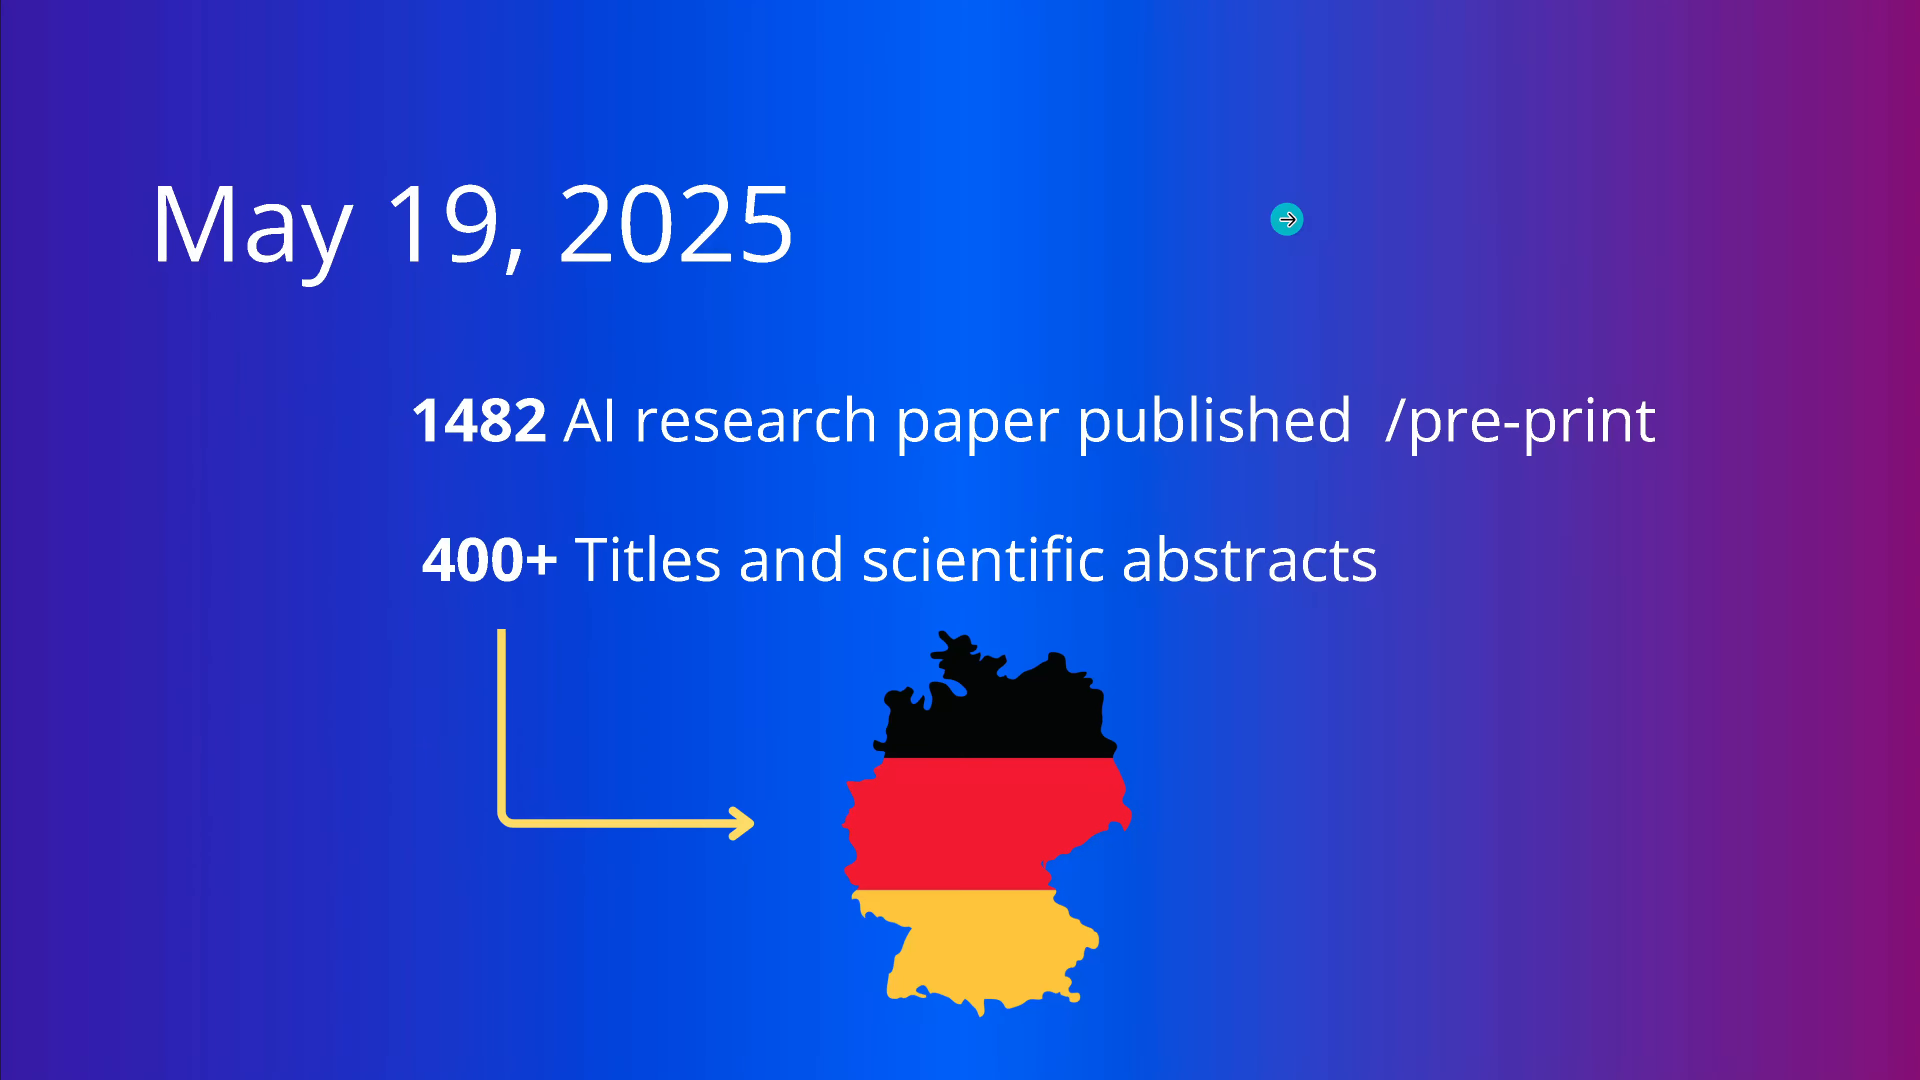 May 19, 2025
1482 AI research paper published  /pre-print
400+ Titles and scientific abstracts